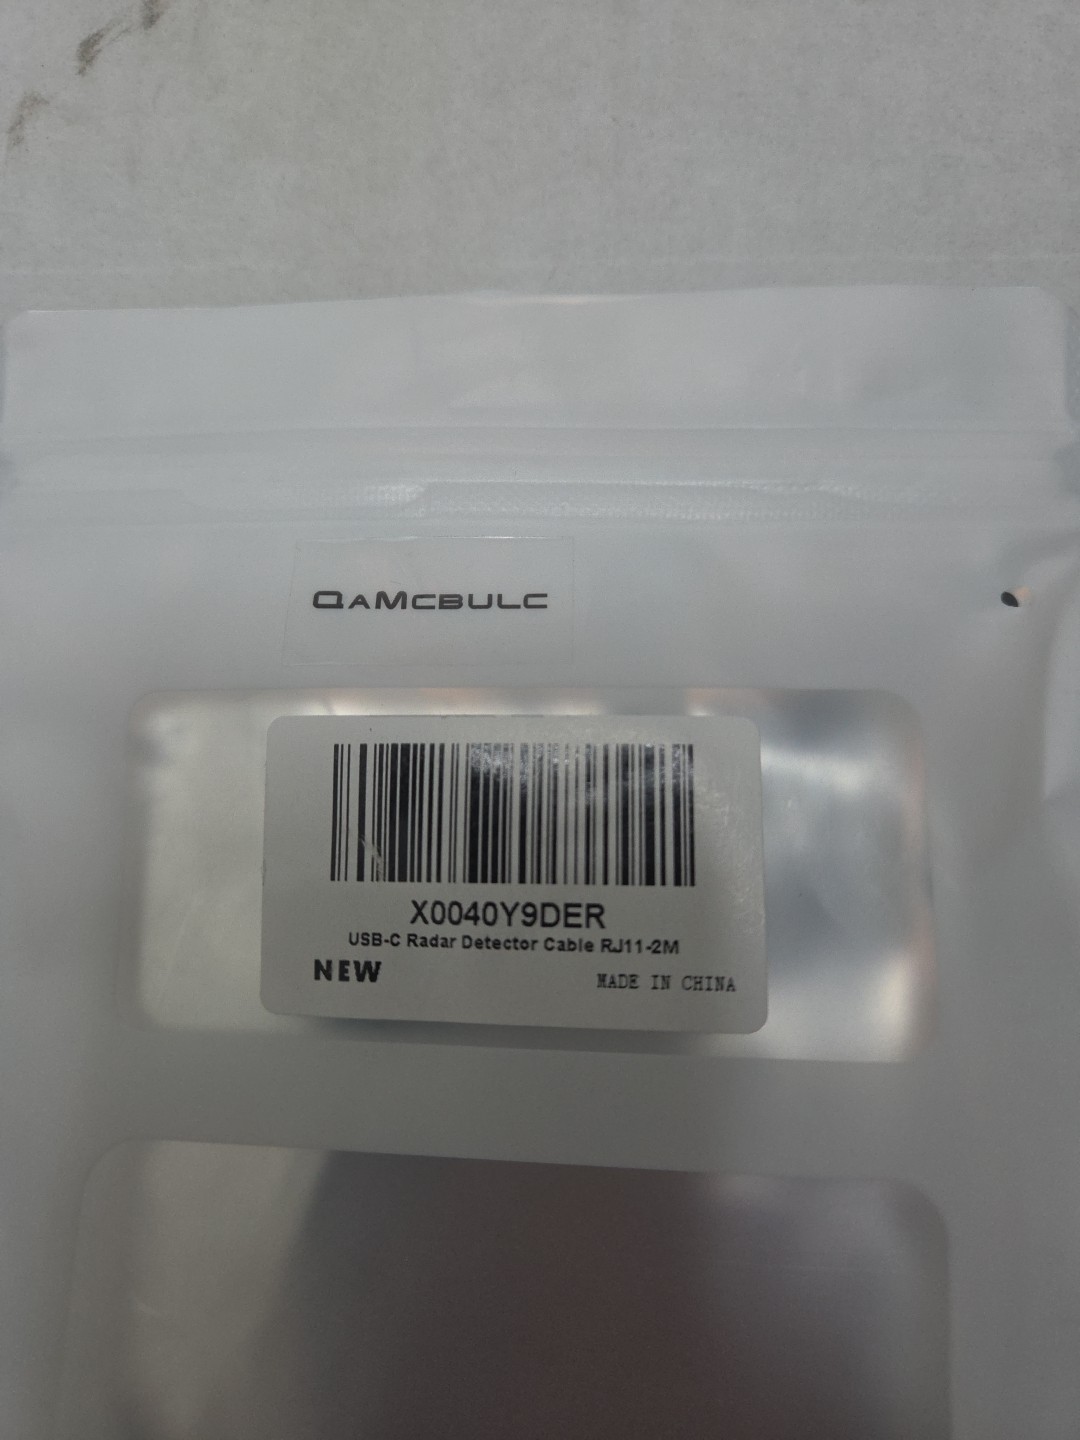 QAMCBULC
X0040Y9DER
USB-C Radar Detector Cable RJ11-2M
NEW
MADE IN CHINA